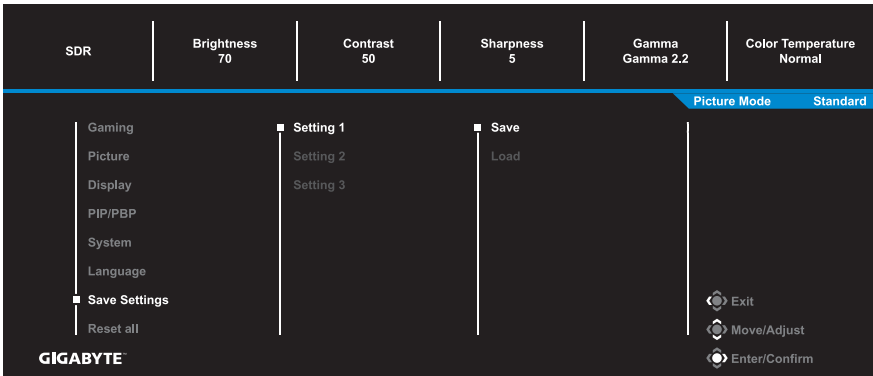 SDR
Brightness
70
Contrast
50
Sharpness
5
Gamma
Gamma 2.2
Color Temperature
Normal
Picture Mode Standard
Gaming
Picture
Display
PIP/PBP
System
Language
Save Settings
Reset all
Setting 1
Setting 2
Setting 3
Save
Load
Exit
Move/Adjust
Enter/Confirm
GIGABYTE™